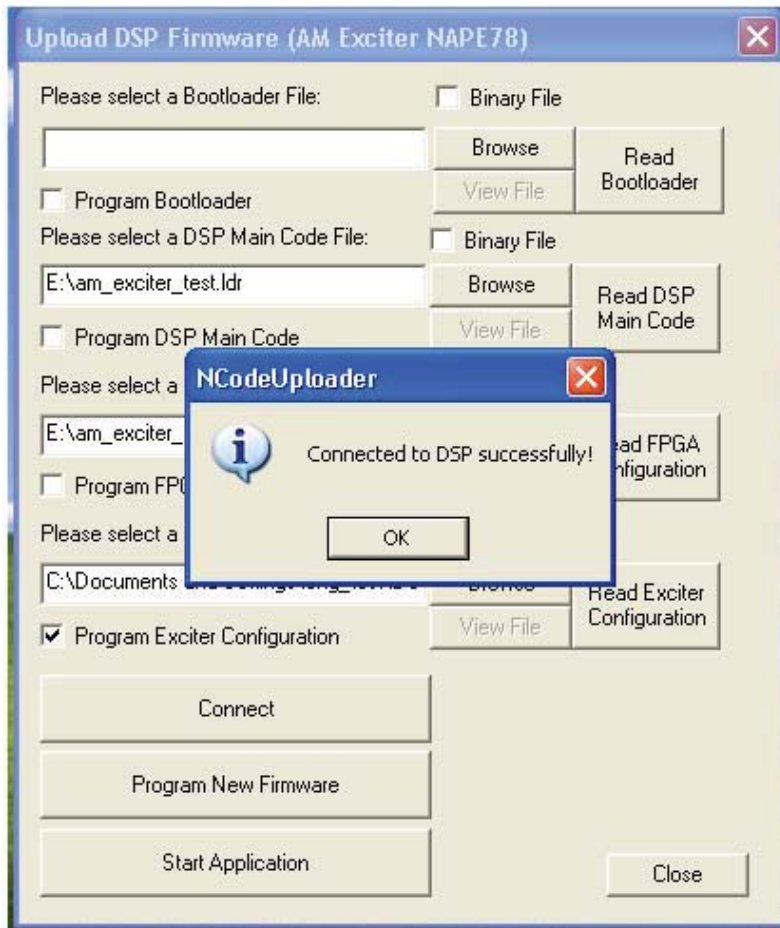 Upload DSP Firmware (AM Exciter NAPE78)
Please select a Bootloader File:
Binary File
Browse
View File
Read
Bootloader
Program Bootloader
Please select a DSP Main Code File:
Binary File
E:\am_exciter_test.ldr
Browse
View File
Read DSP
Main Code
Program DSP Main Code
NCodeUploader
Connected to DSP successfully!
OK
Please select a
E:\am_exciter_
ad FPGA
nfiguration
Program FPG
Please select a
C:\Documents
View File
Read Exciter
Configuration
Program Exciter Configuration
Connect
Program New Firmware
Start Application
Close